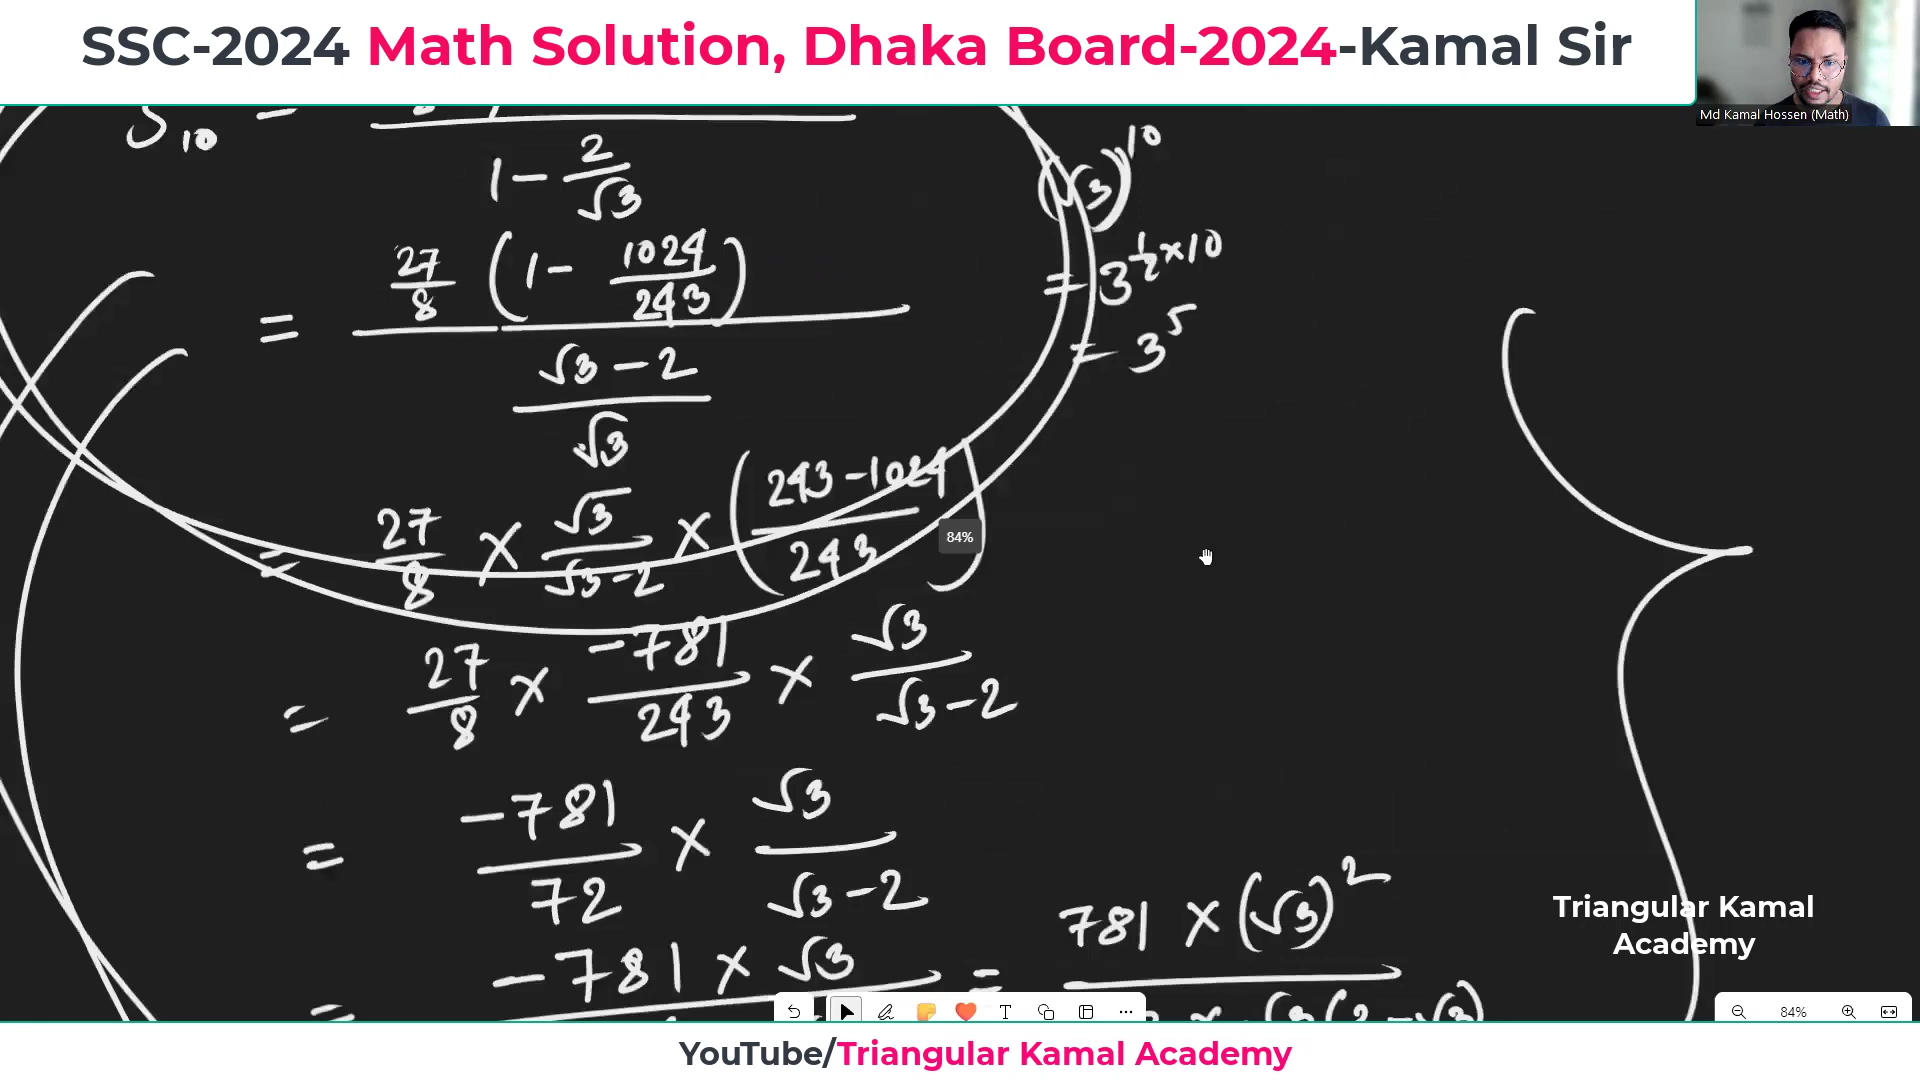 SSC-2024 Math Solution, Dhaka Board-2024-Kamal Sir
Md Kamal Hossen (Math)
S₁₀ =
1 - 2/√3
(√3)^10
= 27/8 (1 - 1024/243) / ((√3 - 2)/√3)
= 3^(1/2 × 10)
= 3^5
= 27/8 × √3/(√3-2) × ((243-1024)/243)
84%
= 27/8 × -781/243 × √3/(√3-2)
= -781/72 × √3/(√3-2)
= -781 × √3 = 781 × (√3)²
× √3(2-√3)
Triangular Kamal
Academy
T
84%
YouTube/Triangular Kamal Academy